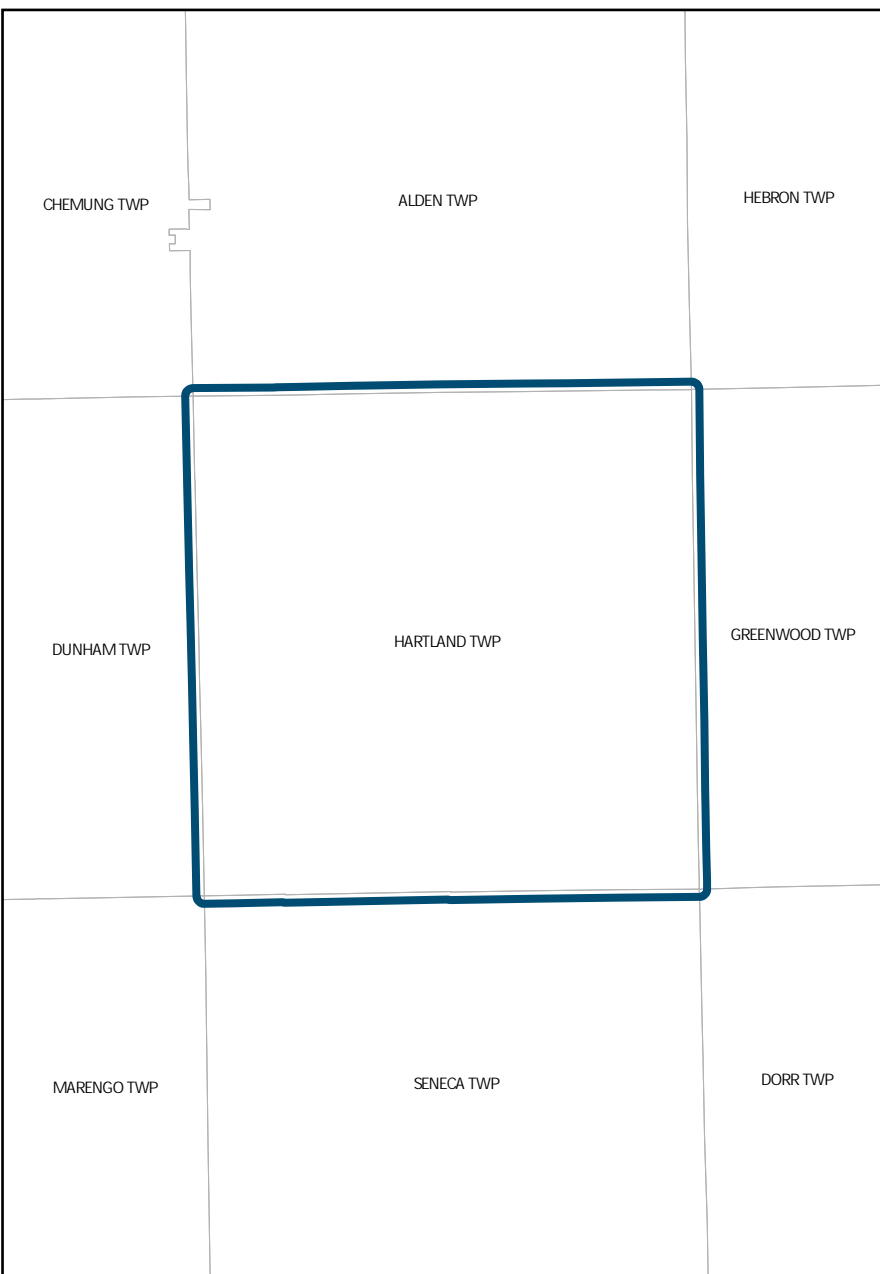 CHEMUNG TWP
ALDEN TWP
HEBRON TWP
DUNHAM TWP
HARTLAND TWP
GREENWOOD TWP
MARENGO TWP
SENECA TWP
DORR TWP